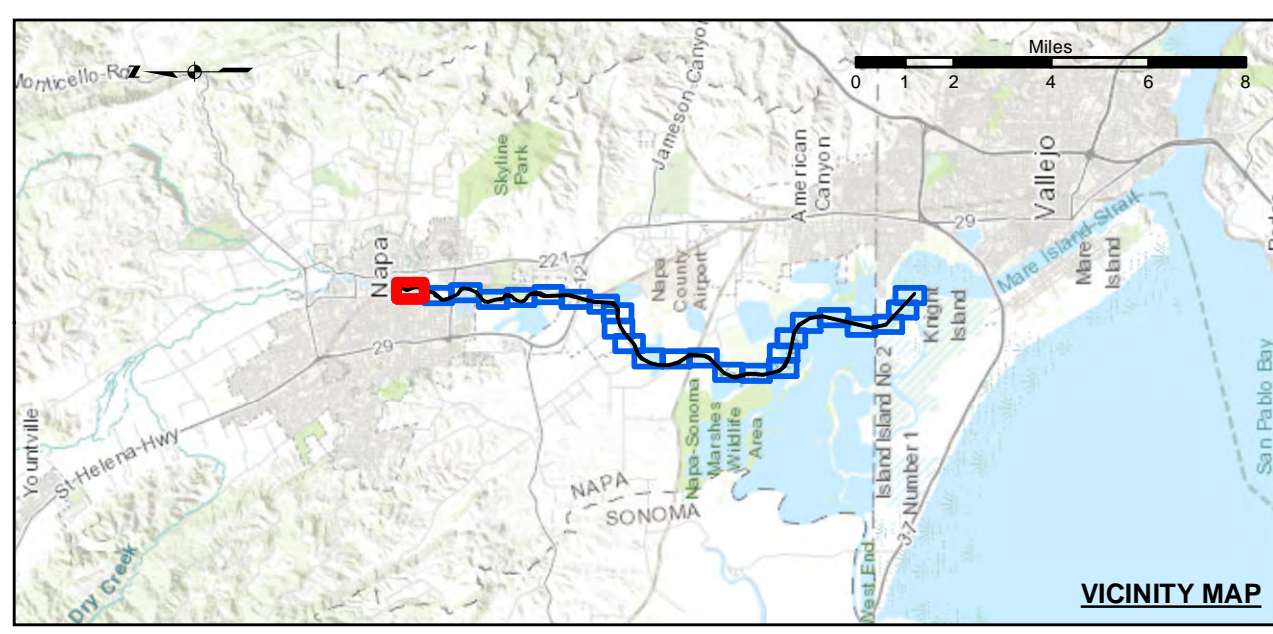 Miles
0 1 2 4 6 8
Z
Monticello-Rd
Jameson-Canyon
Skyline
Park
American
Canyon
Vallejo
29
Mare Island-Strait
Mare
Island
Napa
221
12
Napa
County
Airport
29
Knight
Island
Napa-Sonoma
Marshes
Wildlife
Area
Island Island No 2
37 Number 1
San Pablo Bay
Yountville
St-Helena-Hwy
NAPA
SONOMA
West End
Dry Creek
VICINITY MAP